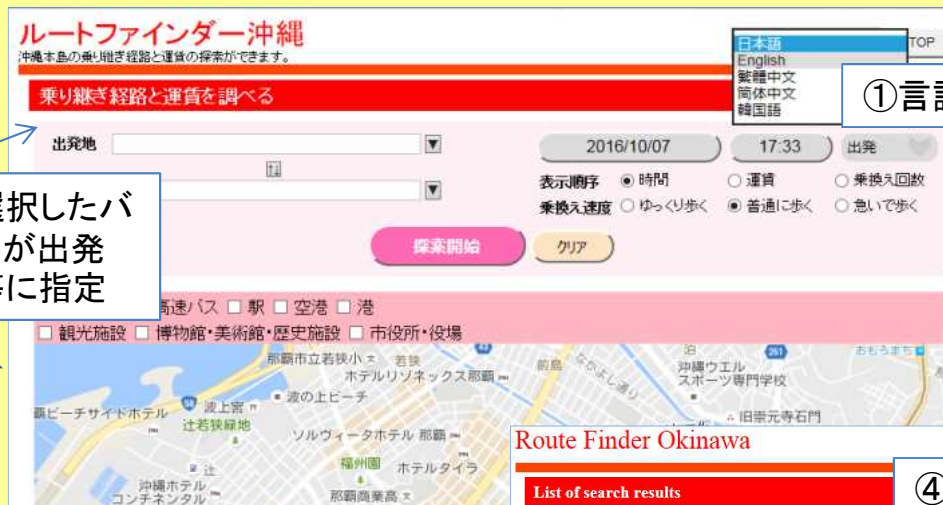 ルートファインダー沖縄
沖縄本島の乗り継ぎ経路と運賃の探索ができます。
日本語
English
繁體中文
简体中文
韓国語
TOP
①言語
乗り継ぎ経路と運賃を調べる
出発地
2016/10/07
17:33
出発
表示順序
時間
運賃
乗換え回数
乗換え速度
ゆっくり歩く
普通に歩く
急いで歩く
選択したバ
が出発
に指定
探索開始
クリア
高速バス
駅
空港
港
観光施設
博物館・美術館・歴史施設
市役所・役場
那覇市立若狭小
若狭
ホテルリゾネックス那覇
42
前島
なかよし通り
泊
261
おもろまち
沖縄ウエル
スポーツ専門学校
波の上ビーチ
覇ビーチサイドホテル
波上宮
辻若狭緑地
旧崇元寺石門
ソルヴィータホテル 那覇
福州園
ホテルタイラ
辻
沖縄ホテル
コンチネンタル
那覇商業高
Route Finder Okinawa
List of search results
④